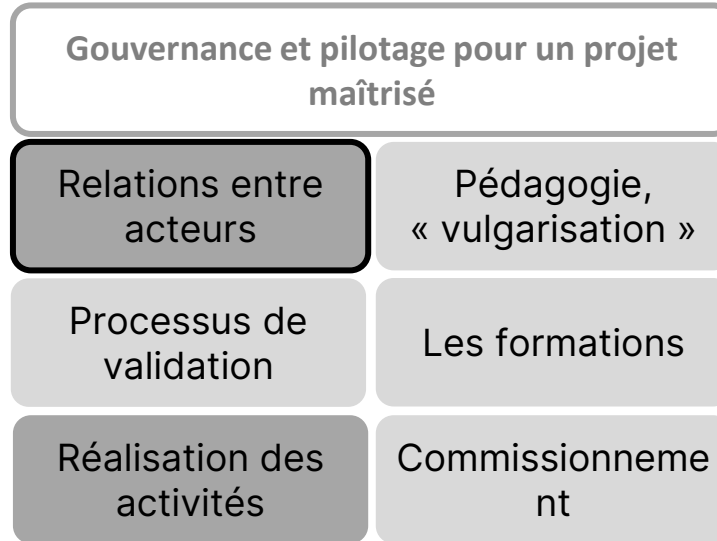 Gouvernance et pilotage pour un projet
maîtrisé
Relations entre
acteurs
Pédagogie,
« vulgarisation »
Processus de
validation
Les formations
Réalisation des
activités
Commissionneme
nt